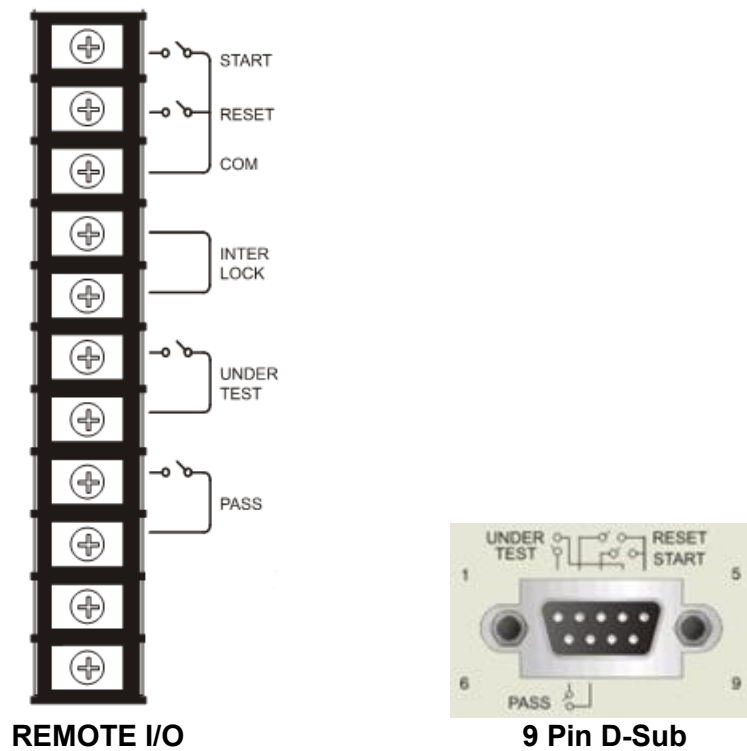 START
RESET
COM
INTER
LOCK
UNDER
TEST
PASS
UNDER
TEST
RESET
START
1
5
6
9
PASS
REMOTE I/O
9 Pin D-Sub